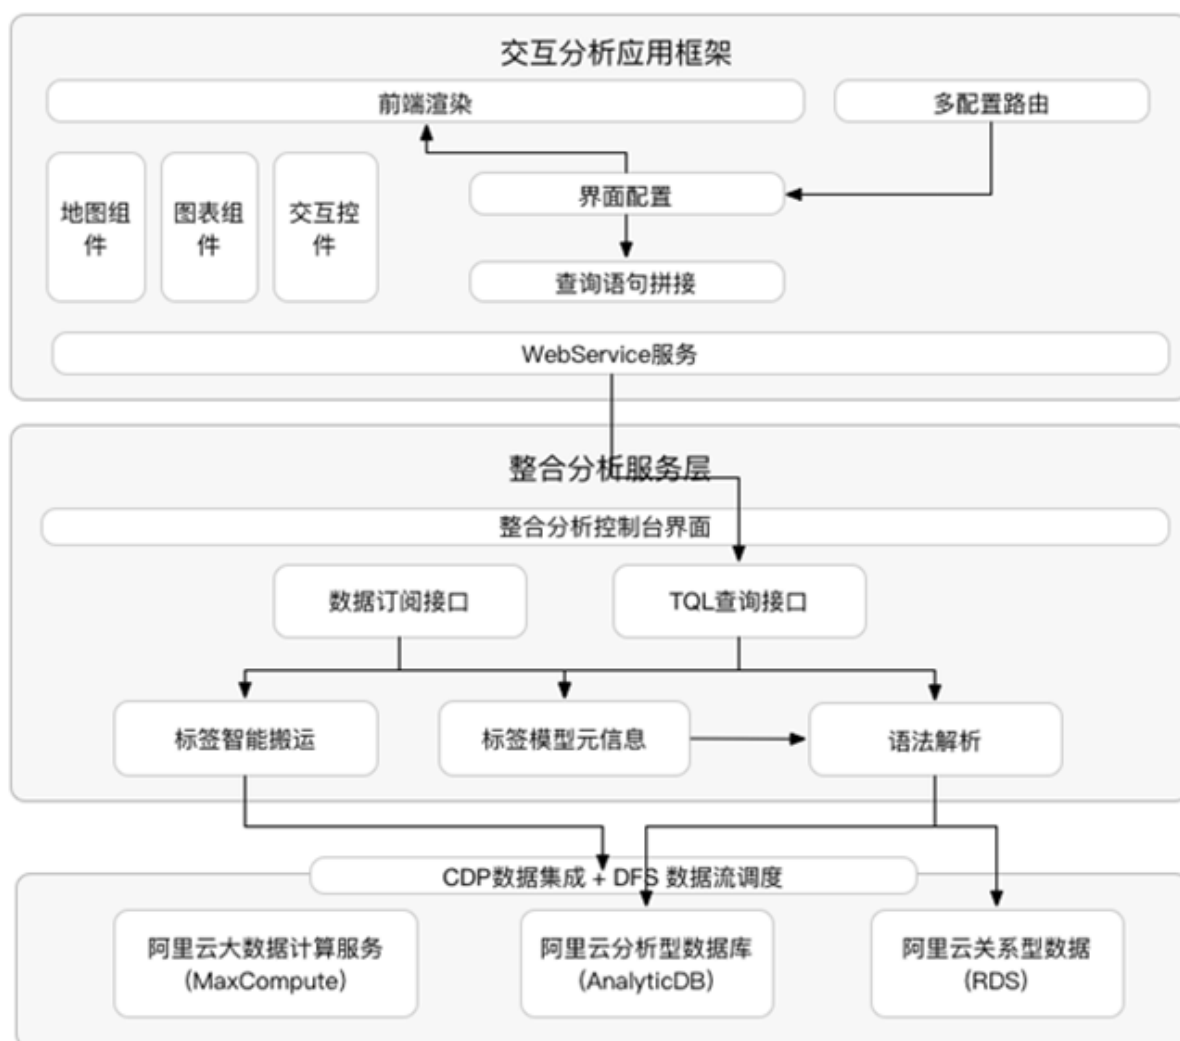 交互分析应用框架
前端渲染
多配置路由
地图组
件
图表组
件
交互控
件
界面配置
查询语句拼接
WebService服务
整合分析服务层
整合分析控制台界面
数据订阅接口
TQL查询接口
标签智能搬运
标签模型元信息
语法解析
CDP数据集成 + DFS 数据流调度
阿里云大数据计算服务
(MaxCompute)
阿里云分析型数据库
(AnalyticDB)
阿里云关系型数据
(RDS)